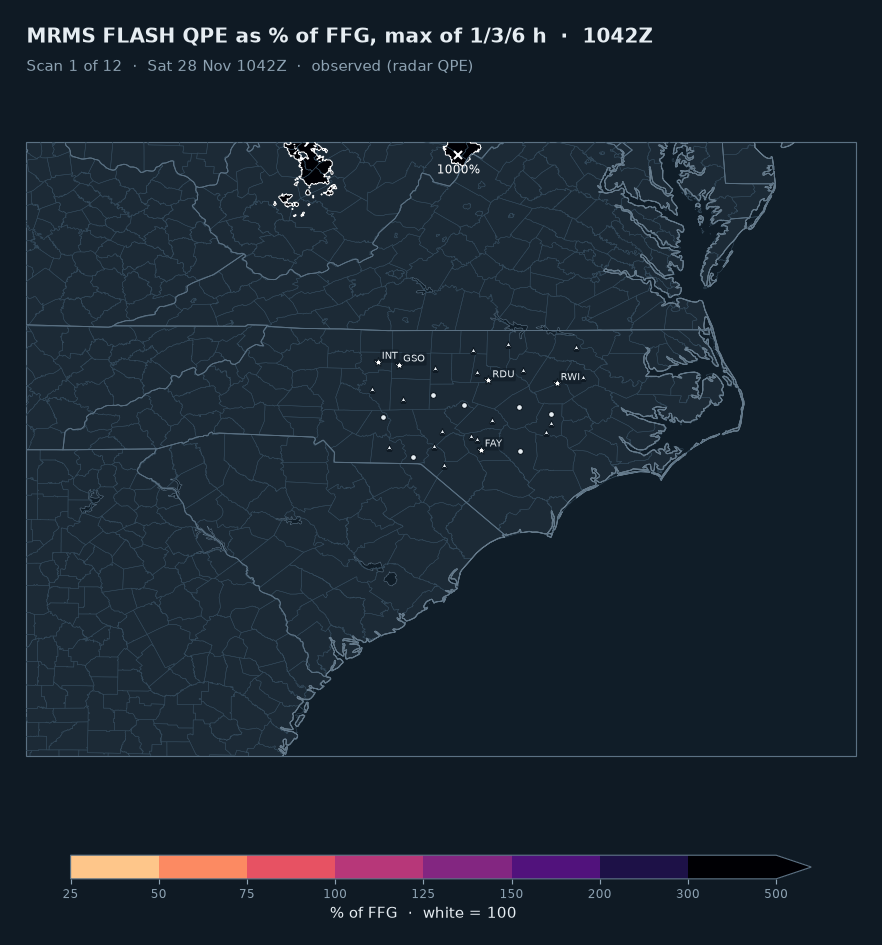 MRMS FLASH QPE as % of FFG, max of 1/3/6 h · 1042Z
Scan 1 of 12 · Sat 28 Nov 1042Z · observed (radar QPE)
1000%
INT
GSO
RDU
RWI
FAY
25 50 75 100 125 150 200 300 500
% of FFG · white = 100